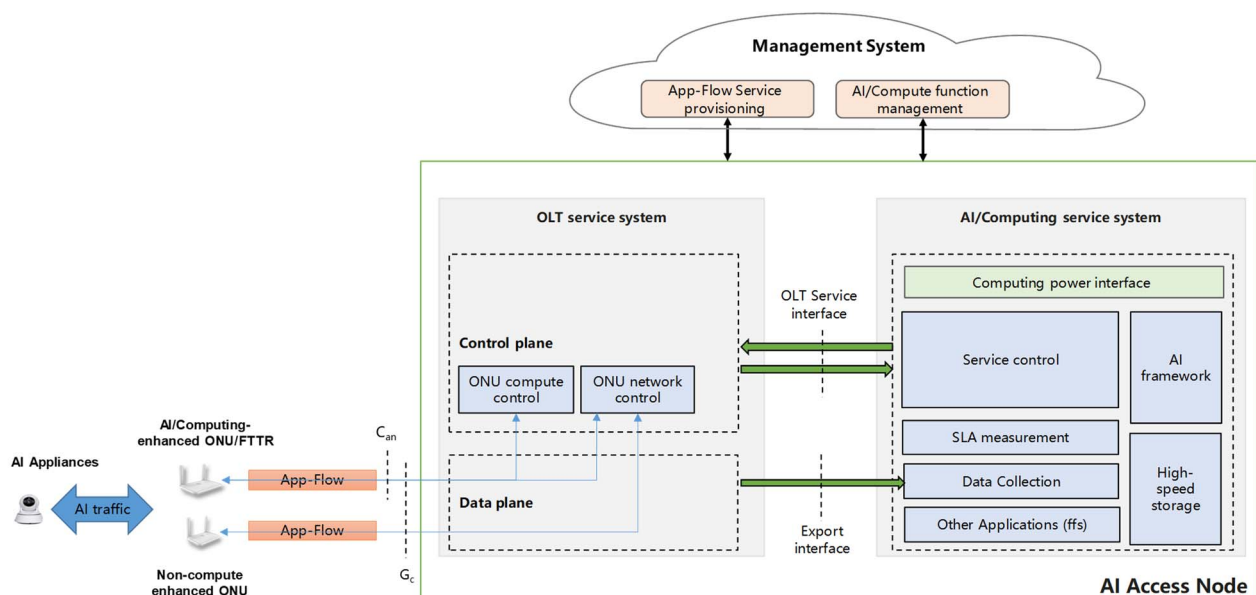 Management System
App-Flow Service
provisioning
AI/Compute function
management
OLT service system
AI/Computing service system
Computing power interface
OLT Service
interface
Control plane
ONU compute
control
ONU network
control
Service control
AI
framework
SLA measurement
Data Collection
High-
speed
storage
Other Applications (ffs)
AI/Computing-
enhanced ONU/FTTR
Can
AI Appliances
App-Flow
AI traffic
Data plane
App-Flow
Export
interface
Non-compute
enhanced ONU
Gc
AI Access Node